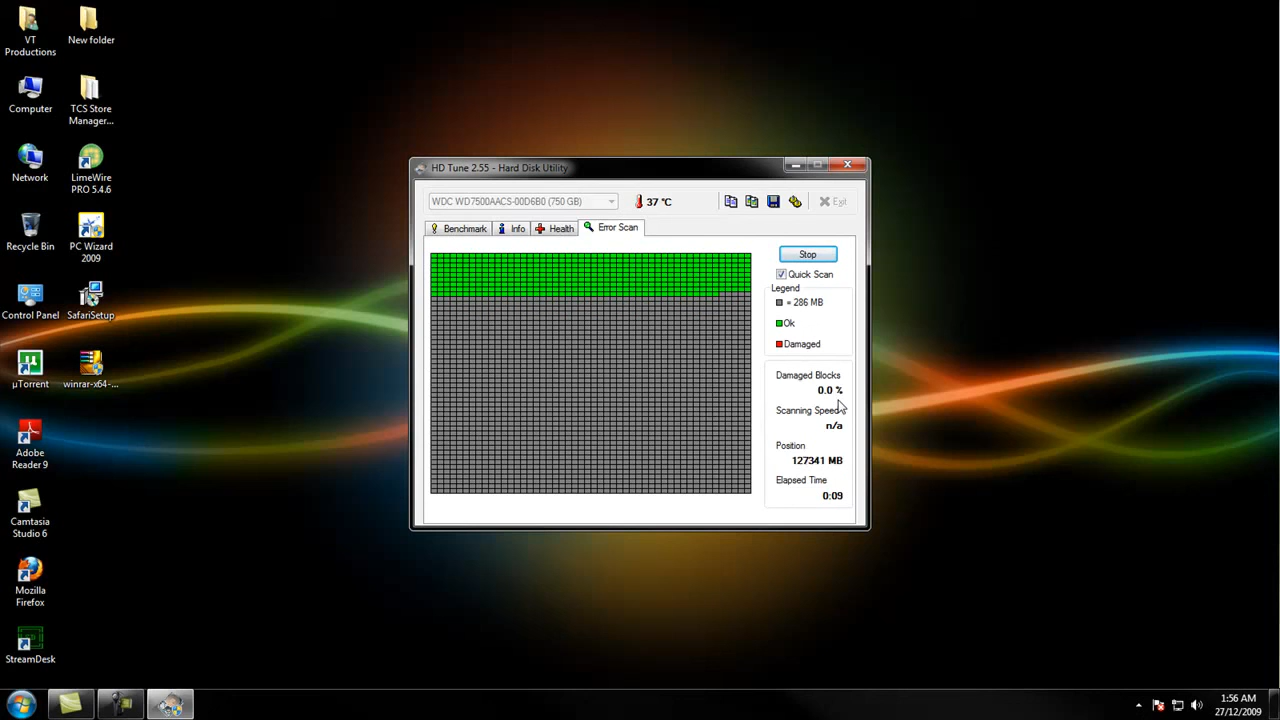 VT
Productions
New folder
Computer
TCS Store
Manager...
Network
LimeWire
PRO 5.4.6
Recycle Bin
PC Wizard
2009
Control Panel
SafariSetup
µTorrent
winrar-x64-...
Adobe
Reader 9
Camtasia
Studio 6
Mozilla
Firefox
StreamDesk
HD Tune 2.55 - Hard Disk Utility
WDC WD7500AACS-00D6B0 (750 GB)
37 °C
Exit
Benchmark
Info
Health
Error Scan
Stop
Quick Scan
Legend
= 286 MB
Ok
Damaged
Damaged Blocks
0.0 %
Scanning Speed
n/a
Position
127341 MB
Elapsed Time
0:09
1:56 AM
27/12/2009